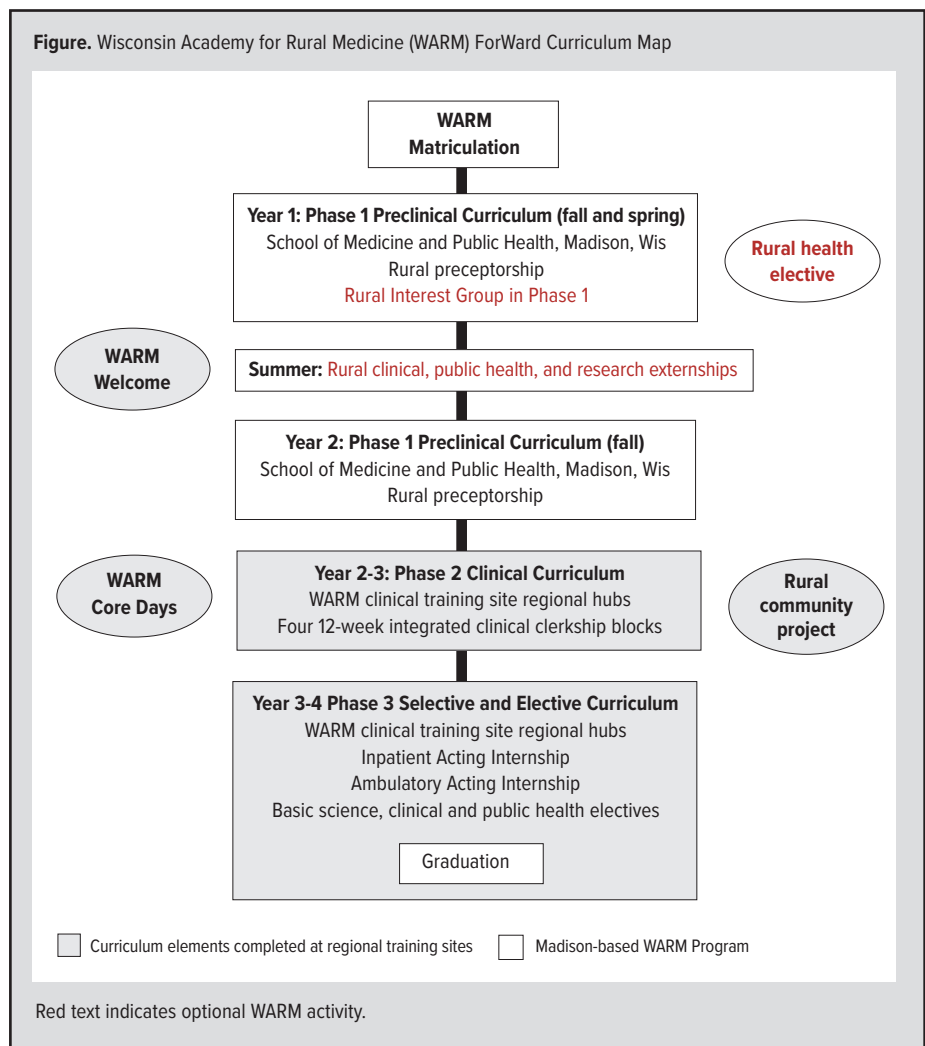 Figure. Wisconsin Academy for Rural Medicine (WARM) ForWard Curriculum Map
WARM
Matriculation
Year 1: Phase 1 Preclinical Curriculum (fall and spring)
School of Medicine and Public Health, Madison, Wis
Rural preceptorship
Rural Interest Group in Phase 1
Rural health
elective
WARM
Welcome
Summer: Rural clinical, public health, and research externships
Year 2: Phase 1 Preclinical Curriculum (fall)
School of Medicine and Public Health, Madison, Wis
Rural preceptorship
WARM
Core Days
Year 2-3: Phase 2 Clinical Curriculum
WARM clinical training site regional hubs
Four 12-week integrated clinical clerkship blocks
Rural
community
project
Year 3-4 Phase 3 Selective and Elective Curriculum
WARM clinical training site regional hubs
Inpatient Acting Internship
Ambulatory Acting Internship
Basic science, clinical and public health electives
Graduation
Curriculum elements completed at regional training sites
Madison-based WARM Program
Red text indicates optional WARM activity.